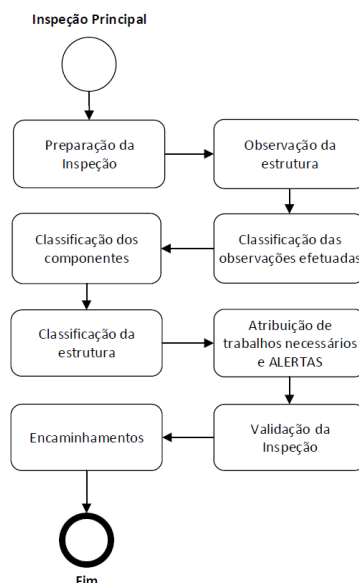 Inspeção Principal
Preparação da
Inspeção
Observação da
estrutura
Classificação das
observações efetuadas
Classificação dos
componentes
Classificação da
estrutura
Atribuição de
trabalhos necessários
e ALERTAS
Validação da
Inspeção
Encaminhamentos
Fim